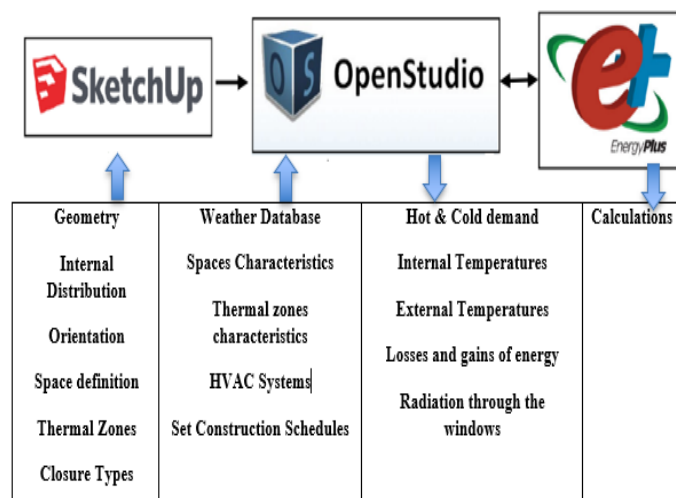 SketchUp
OS OpenStudio
e+
EnergyPlus
Geometry
Internal
Distribution
Orientation
Space definition
Thermal Zones
Closure Types
Weather Database
Spaces Characteristics
Thermal zones
characteristics
HVAC Systems
Set Construction Schedules
Hot & Cold demand
Internal Temperatures
External Temperatures
Losses and gains of energy
Radiation through the
windows
Calculations